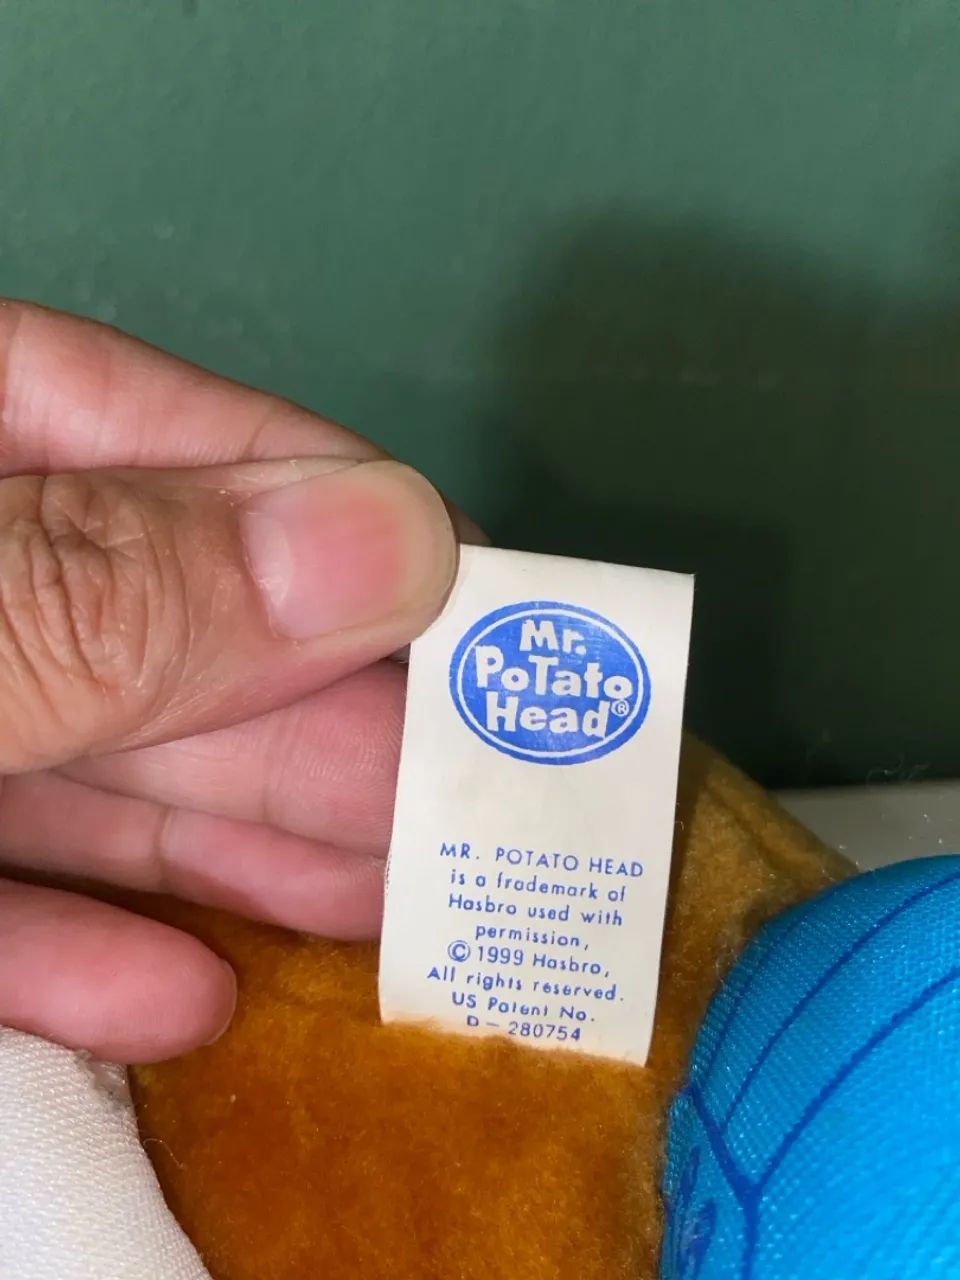 Mr.
PoTaTo
Head®
MR. POTATO HEAD
is a trademark of
Hasbro used with
permission,
© 1999 Hasbro,
All rights reserved.
US Patent No.
D-280754